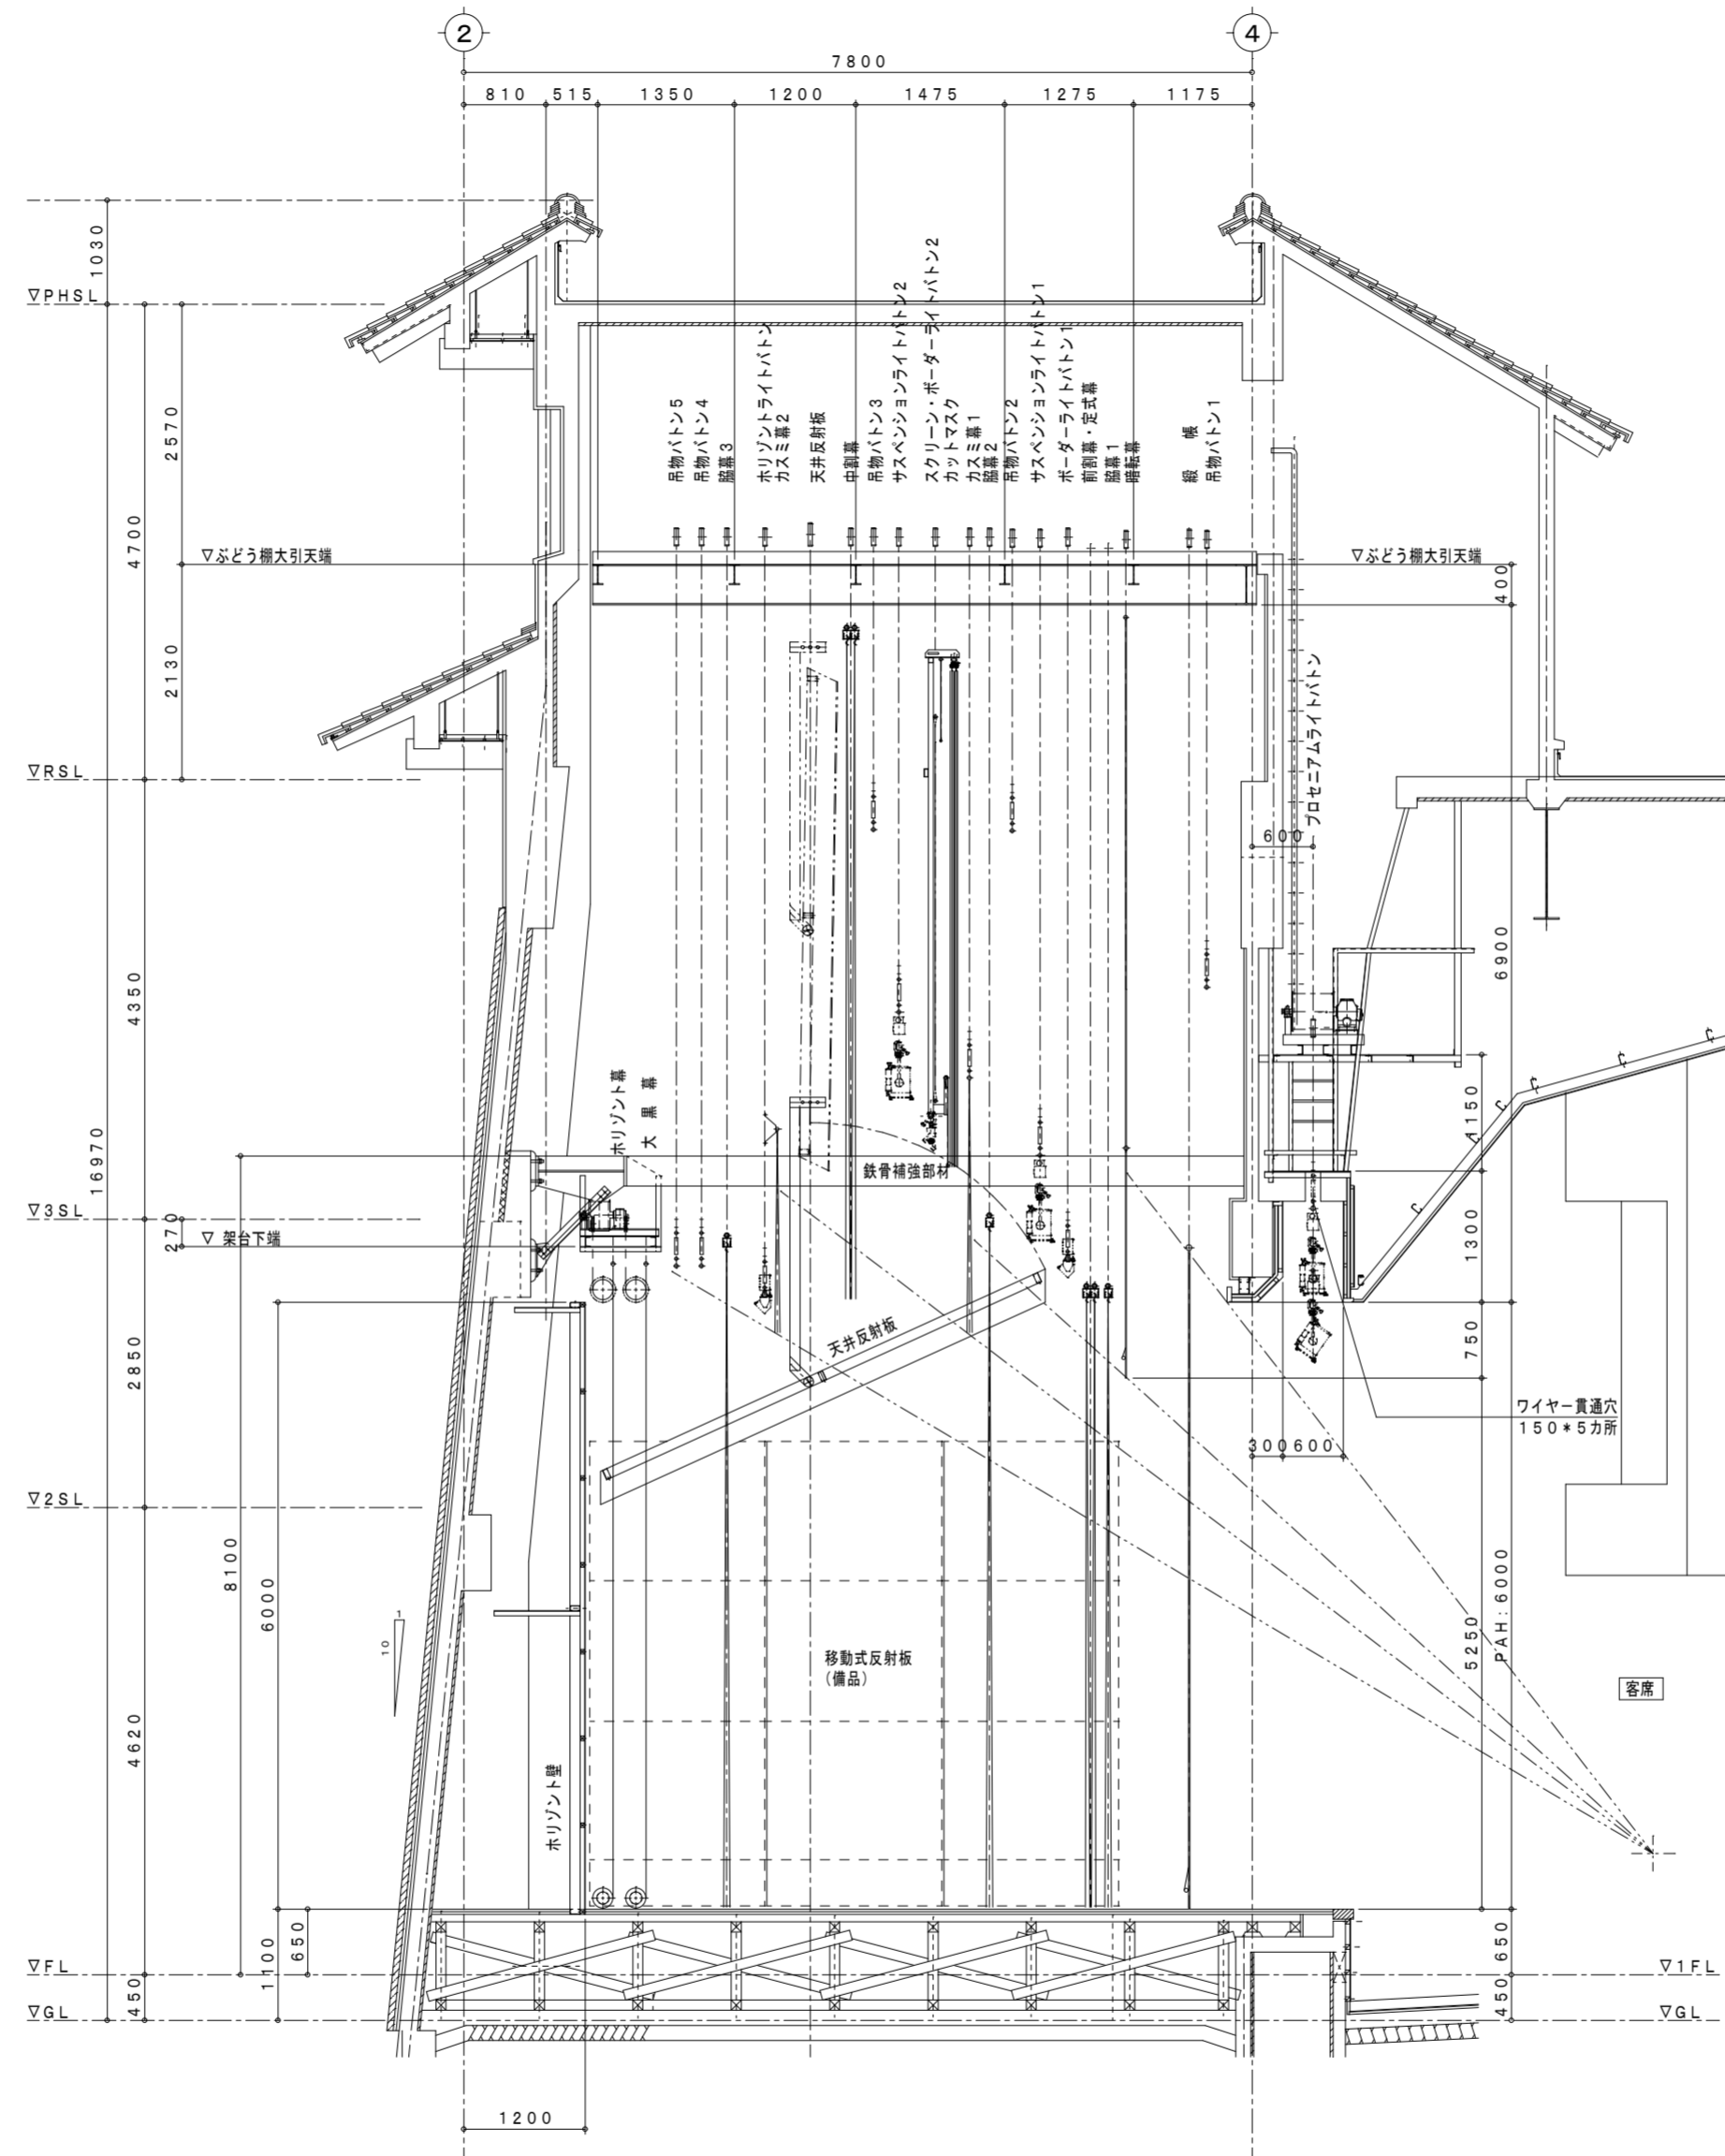 2
4
7800
810
515
1350
1200
1475
1275
1175
1030
▽PHSL
2570
4700
2130
▽ぶどう棚大引天端
▽ぶどう棚大引天端
400
吊物バトン5
吊物バトン4
脇幕3
ホリゾントライトバトン
カスミ幕2
天井反射板
中割幕
吊物バトン3
サスペンションライトバトン2
スクリーン・ボーダーライトバトン2
カットマスク
カスミ幕1
脇幕2
吊物バトン2
サスペンションライトバトン1
ボーダーライトバトン1
前割幕・定式幕
脇幕1
暗転幕
緞 帳
吊物バトン1
プロセニアムライトバトン
▽RSL
600
6900
4350
16970
ホリゾント幕
大黒幕
鉄骨補強部材
1150
▽3SL
270
▽ 架台下端
1300
天井反射板
750
2850
ワイヤー貫通穴
150*5カ所
300
600
▽2SL
8100
6000
5250
PAH:6000
1
10
移動式反射板
(備品)
客席
4620
ホリゾント壁
650
1100
650
▽FL
▽1FL
450
450
▽GL
▽GL
1200